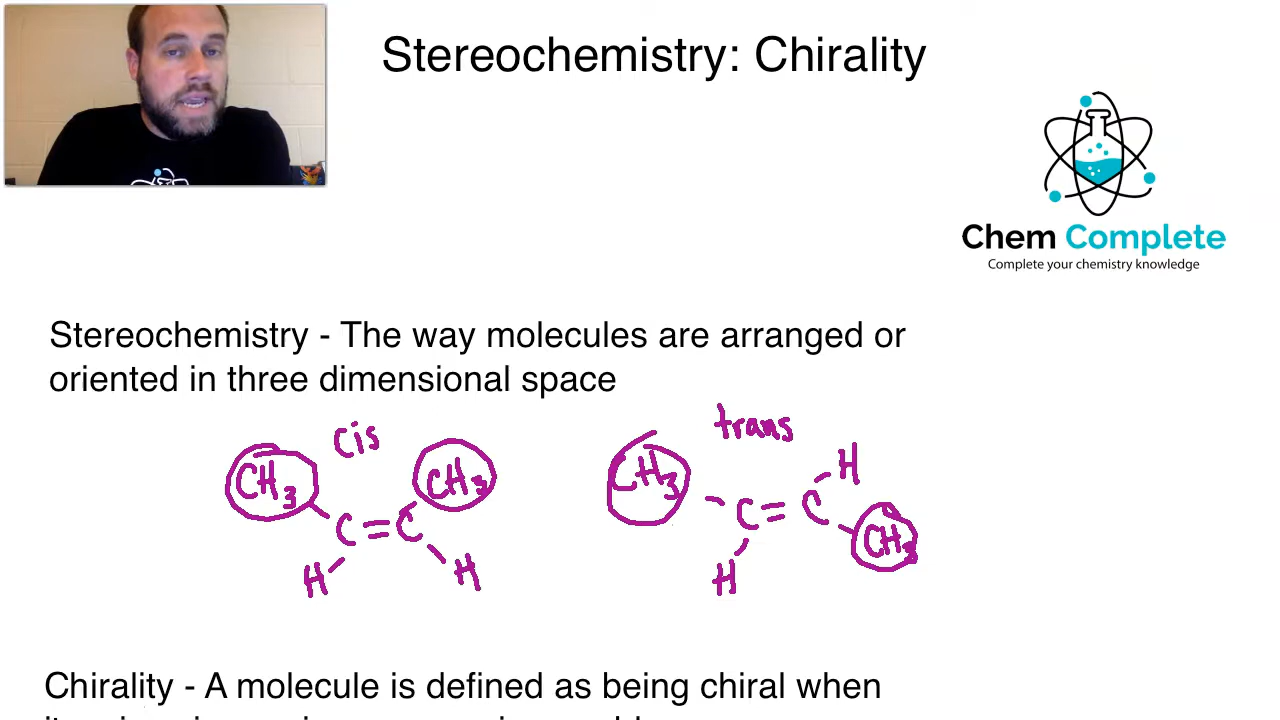 Stereochemistry: Chirality
Chem Complete
Complete your chemistry knowledge
Stereochemistry - The way molecules are arranged or
oriented in three dimensional space
cis
CH3 CH3
C=C
H H
trans
CH3 H
C=C
H CH3
Chirality - A molecule is defined as being chiral when